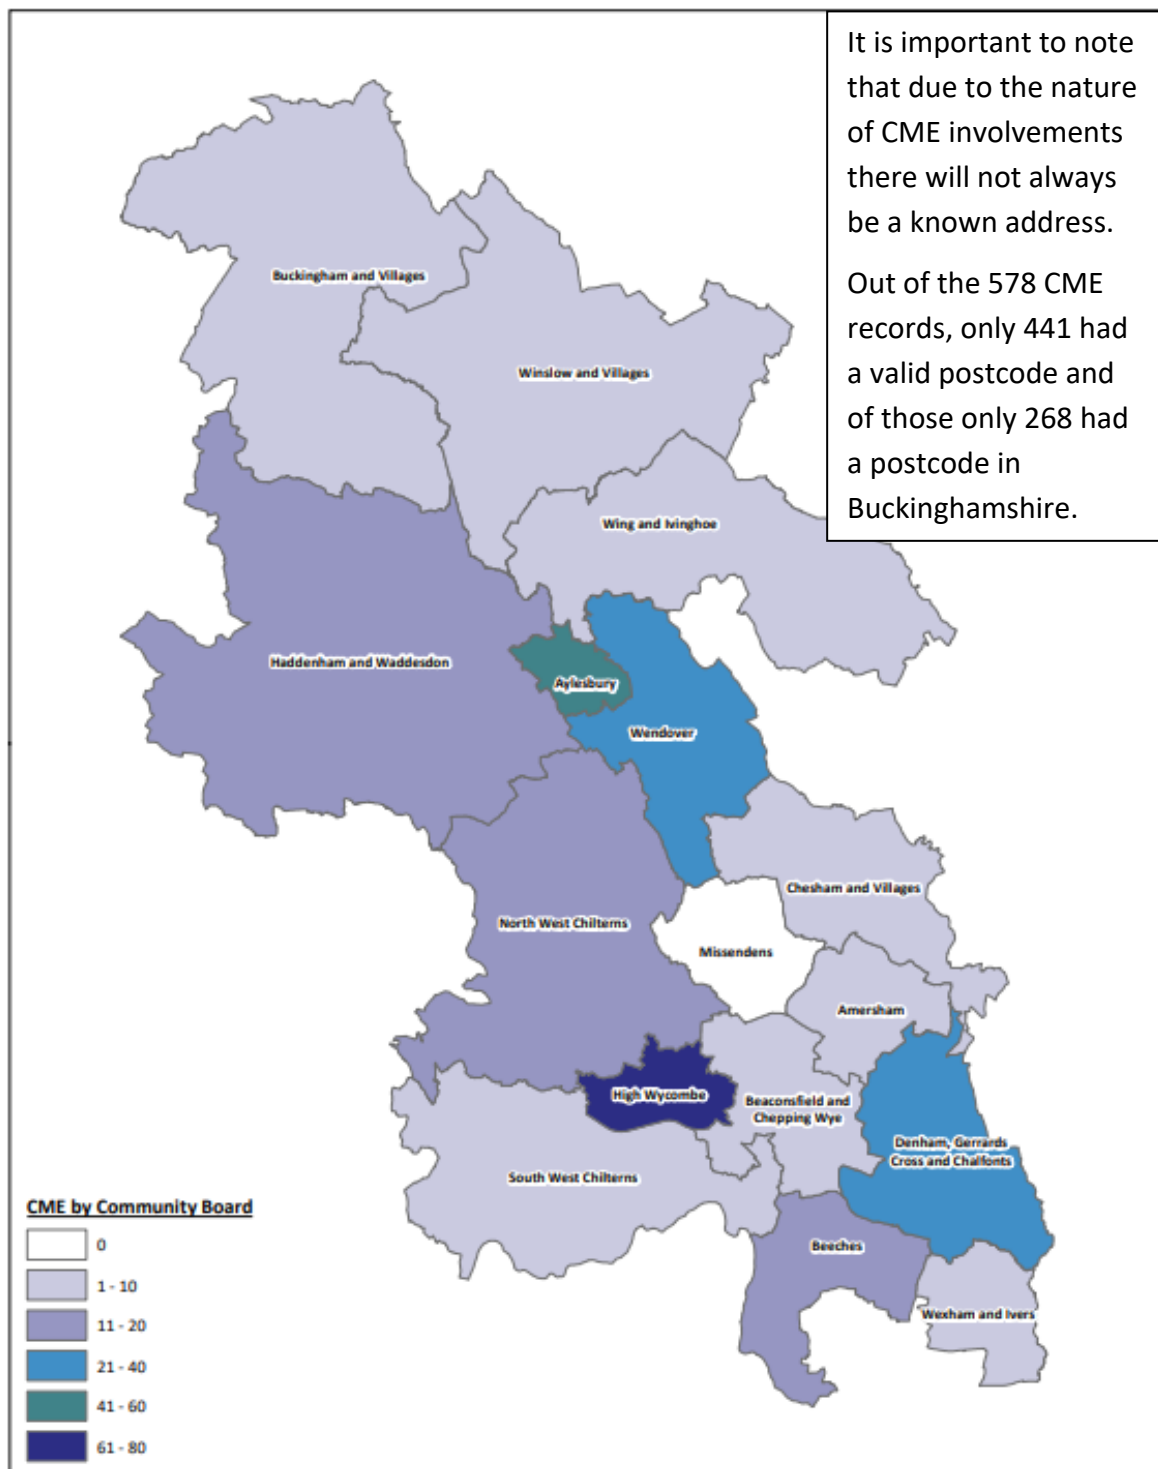 It is important to note
that due to the nature
of CME involvements
there will not always
be a known address.
Out of the 578 CME
records, only 441 had
a valid postcode and
of those only 268 had
a postcode in
Buckinghamshire.
Buckingham and Villages
Winslow and Villages
Wing and Ivinghoe
Haddenham and Waddesdon
Aylesbury
Wendover
Chesham and Villages
North West Chilterns
Missendens
Amersham
High Wycombe
Beaconsfield and
Chepping Wye
Denham, Gerrards
Cross and Chalfonts
South West Chilterns
Beeches
Wexham and Ivers
CME by Community Board
0
1 - 10
11 - 20
21 - 40
41 - 60
61 - 80